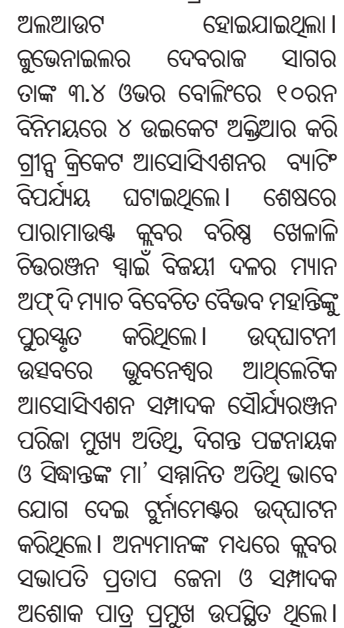 ଅଲଆଉଟ ହୋଇଯାଇଥିଲା।
ଜୁଭେନାଇଲର ଦେବରାଜ ସାଗର
ତାଙ୍କ ୩.୪ ଓଭର ବୋଲିଂରେ ୧୦ରନ
ବିନିମୟରେ ୪ ଉଇକେଟ ଅକ୍ତିଆର କରି
ଗ୍ରୀନ୍ସ କ୍ରିକେଟ ଆସୋସିଏଶନର ବ୍ୟାଟିଂ
ବିପର୍ଯ୍ୟୟ ଘଟାଇଥିଲେ। ଶେଷରେ
ପାରାମାଉଣ୍ଟ କ୍ଲବର ବରିଷ୍ଠ ଖେଳାଳି
ଚିତ୍ତରଞ୍ଜନ ସ୍ୱାଇଁ ବିଜୟୀ ଦଳର ମ୍ୟାନ
ଅଫ୍ ଦି ମ୍ୟାଚ ବିବେଚିତ ବୈଭବ ମହାନ୍ତିଙ୍କୁ
ପୁରସ୍କୃତ କରିଥିଲେ। ଉଦ୍‌ଘାଟନୀ
ଉତ୍ସବରେ ଭୁବନେଶ୍ୱର ଆଥ୍‌ଲେଟିକ
ଆସୋସିଏଶନ ସମ୍ପାଦକ ସୌର୍ଯ୍ୟରଞ୍ଜନ
ପରିଜା ମୁଖ୍ୟ ଅତିଥି, ଦିଗନ୍ତ ପଟ୍ଟନାୟକ
ଓ ସିଦ୍ଧାନ୍ତଙ୍କ ମା’ ସମ୍ମାନିତ ଅତିଥି ଭାବେ
ଯୋଗ ଦେଇ ଟୁର୍ନାମେଣ୍ଟର ଉଦ୍‌ଘାଟନ
କରିଥିଲେ। ଅନ୍ୟମାନଙ୍କ ମଧ୍ୟରେ କ୍ଲବର
ସଭାପତି ପ୍ରତାପ ଜେନା ଓ ସମ୍ପାଦକ
ଅଶୋକ ପାତ୍ର ପ୍ରମୁଖ ଉପସ୍ଥିତ ଥିଲେ।